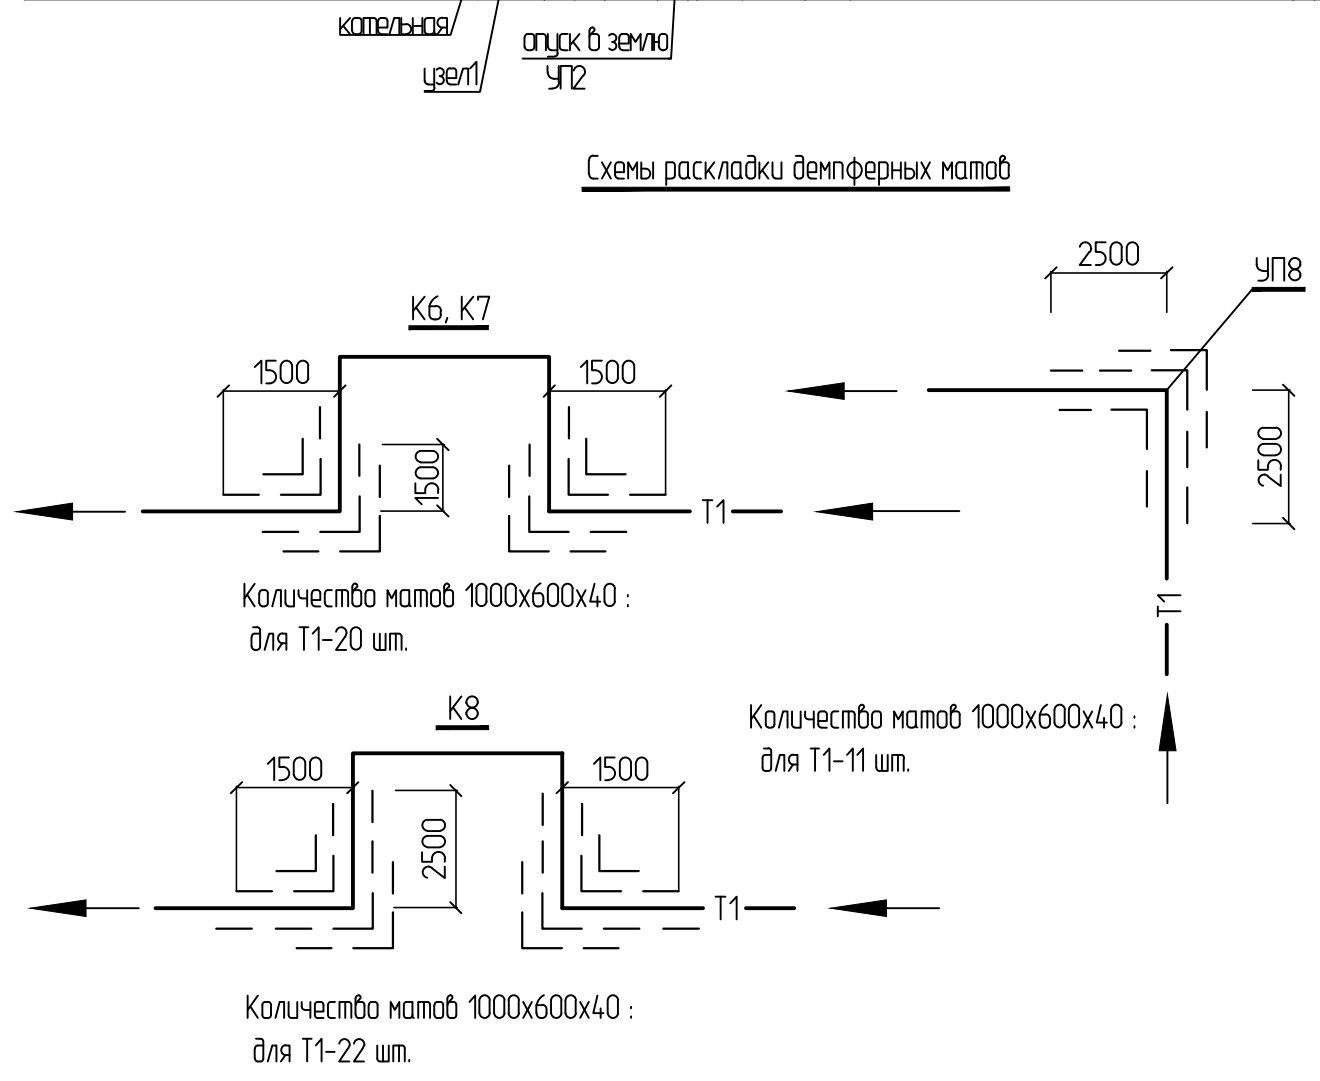 котельная
опуск в землю
узел1
УП2
Схемы раскладки демпферных матов
2500
УП8
К6, К7
1500
1500
1500
2500
Т1
Количество матов 1000х600х40 :
для Т1-20 шт.
Т1
К8
Количество матов 1000х600х40 :
для Т1-11 шт.
1500
1500
2500
Т1
Количество матов 1000х600х40 :
для Т1-22 шт.